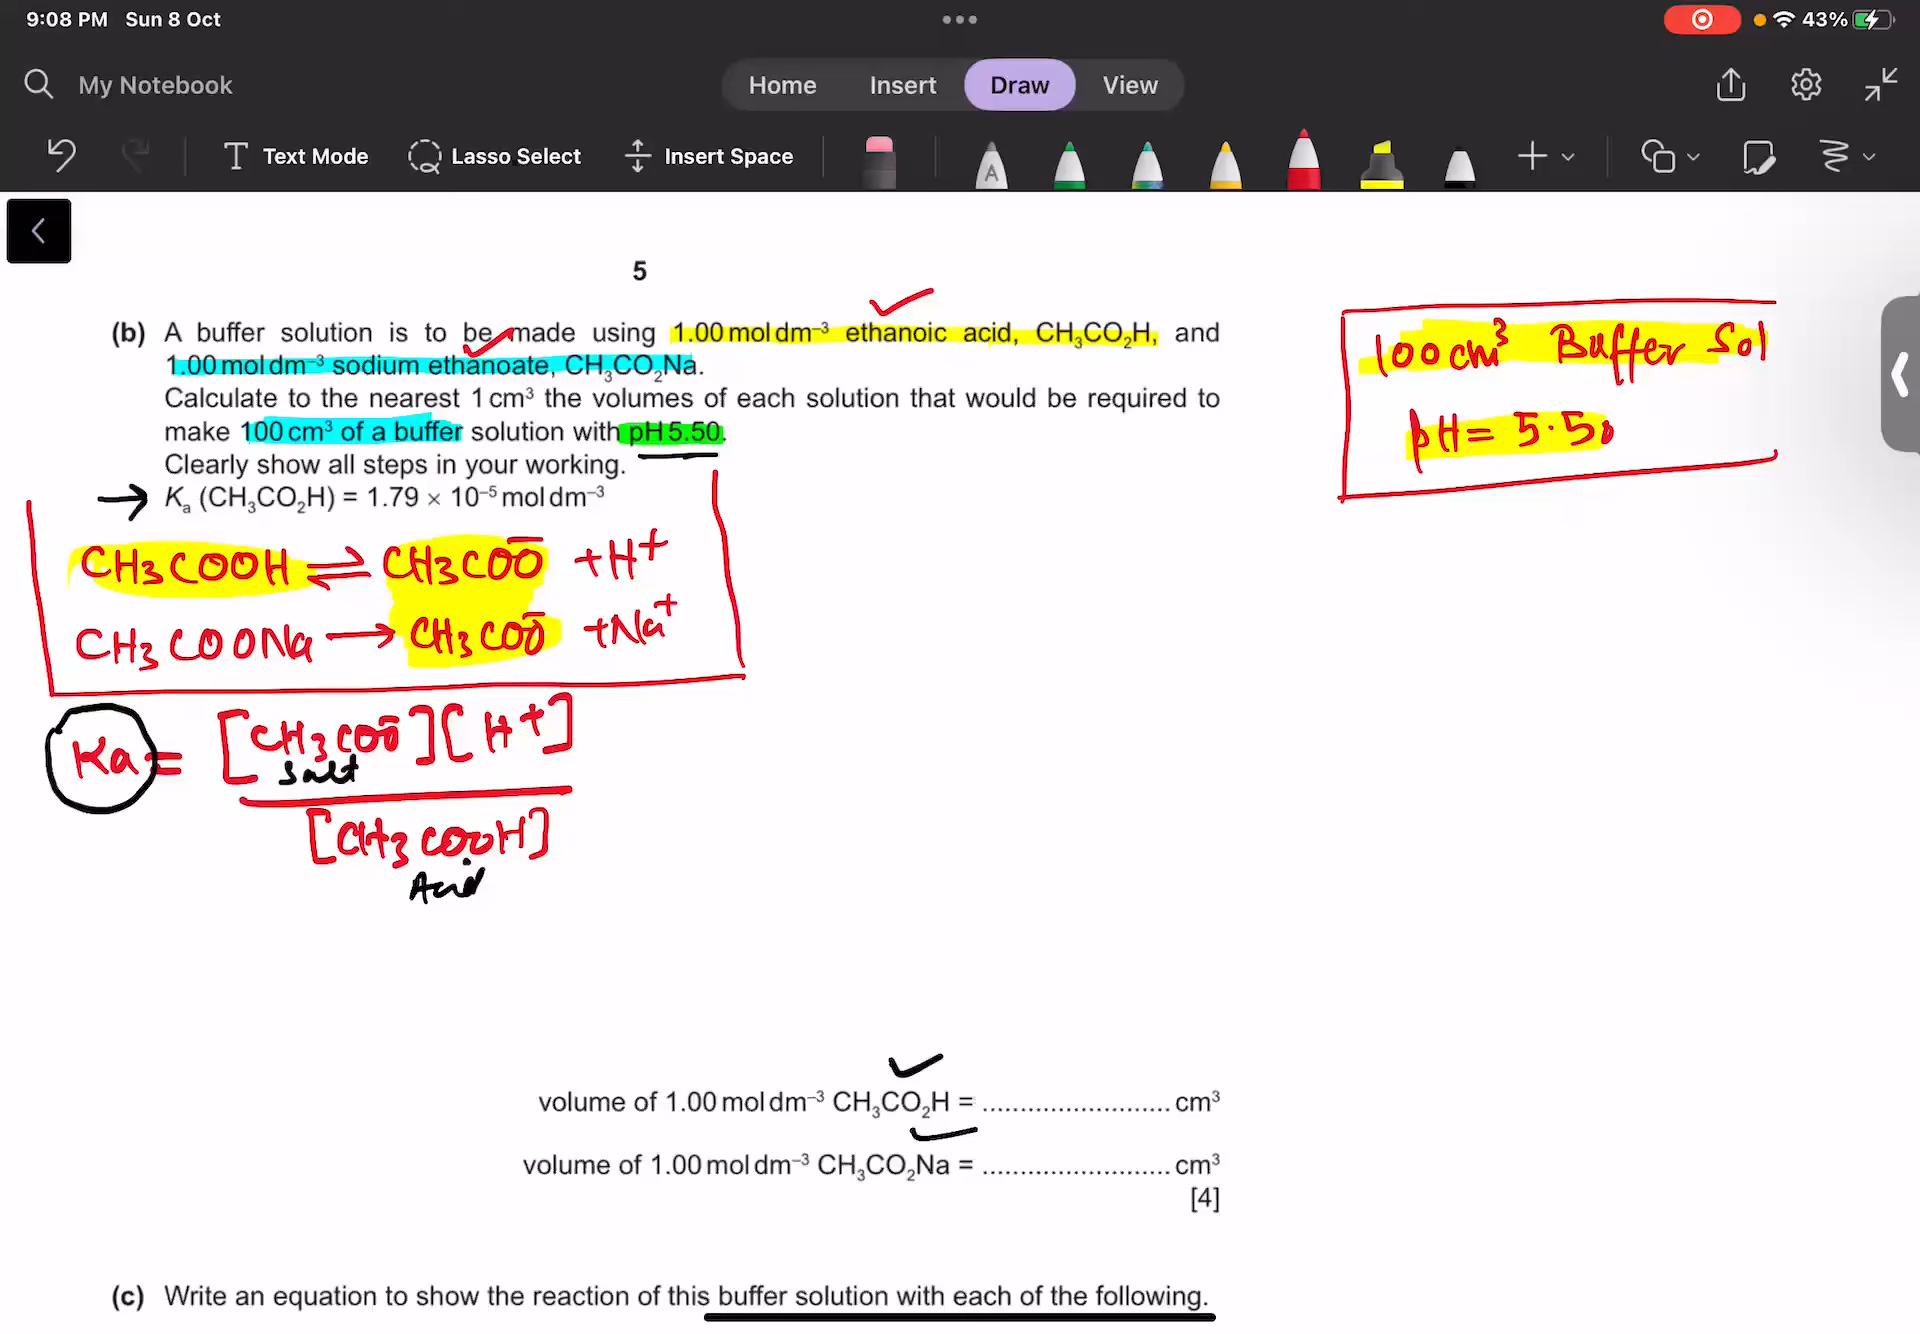 9:08 PM Sun 8 Oct
43%
My Notebook
Home Insert Draw View
Text Mode Lasso Select Insert Space
A
5
(b) A buffer solution is to be made using 1.00 mol dm⁻³ ethanoic acid, CH₃CO₂H, and
1.00 mol dm⁻³ sodium ethanoate, CH₃CO₂Na.
Calculate to the nearest 1 cm³ the volumes of each solution that would be required to
make 100 cm³ of a buffer solution with pH 5.50.
Clearly show all steps in your working.
→ Kₐ (CH₃CO₂H) = 1.79 × 10⁻⁵ mol dm⁻³
100 cm³ Buffer Sol
pH = 5.50
CH3COOH ⇌ CH3COO⁻ + H⁺
CH3COONa → CH3COO⁻ + Na⁺
Ka = [CH3COO⁻][H⁺]
Salt
[CH3COOH]
Acid
volume of 1.00 mol dm⁻³ CH₃CO₂H = ......................... cm³
volume of 1.00 mol dm⁻³ CH₃CO₂Na = ......................... cm³
[4]
(c) Write an equation to show the reaction of this buffer solution with each of the following.